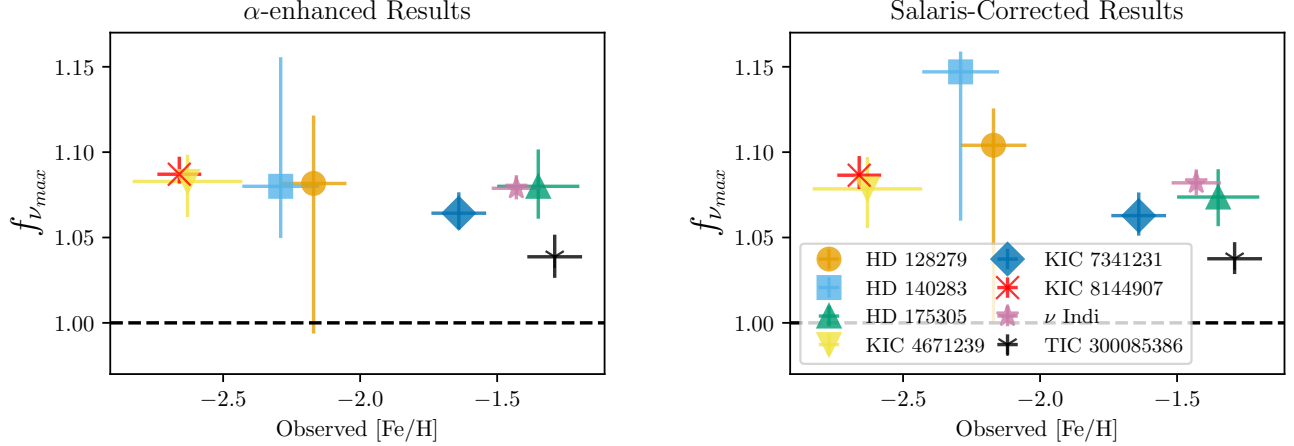 α-enhanced Results
Salaris-Corrected Results
1.15
1.10
1.05
1.00
f_{ν_{max}}
−2.5
−2.0
−1.5
Observed [Fe/H]
1.15
1.10
1.05
1.00
f_{ν_{max}}
HD 128279
HD 140283
HD 175305
KIC 4671239
KIC 7341231
KIC 8144907
ν Indi
TIC 300085386
−2.5
−2.0
−1.5
Observed [Fe/H]